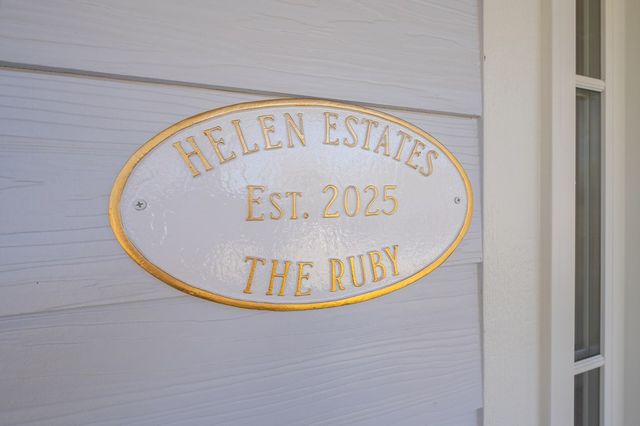 HELEN ESTATES
EST. 2025
THE RUBY